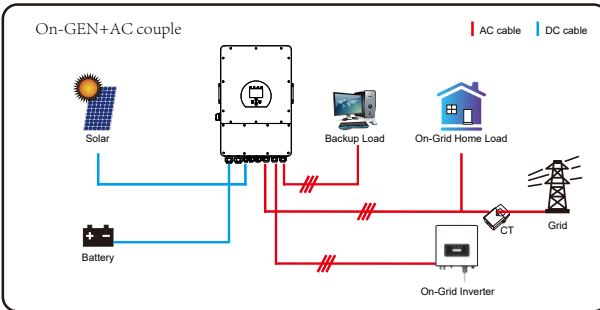 On-GEN+AC couple
AC cable
DC cable
Solar
Backup Load
On-Grid Home Load
CT
Grid
Battery
On-Grid Inverter